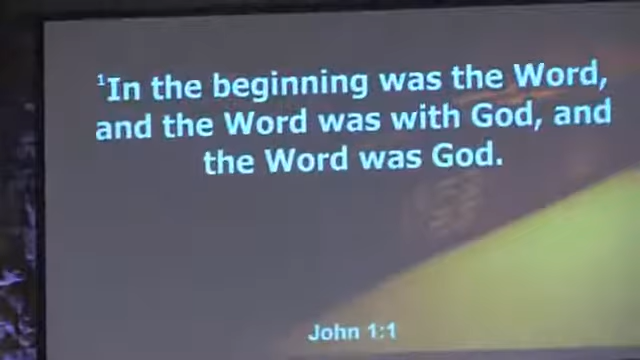 ¹In the beginning was the Word,
and the Word was with God, and
the Word was God.
John 1:1